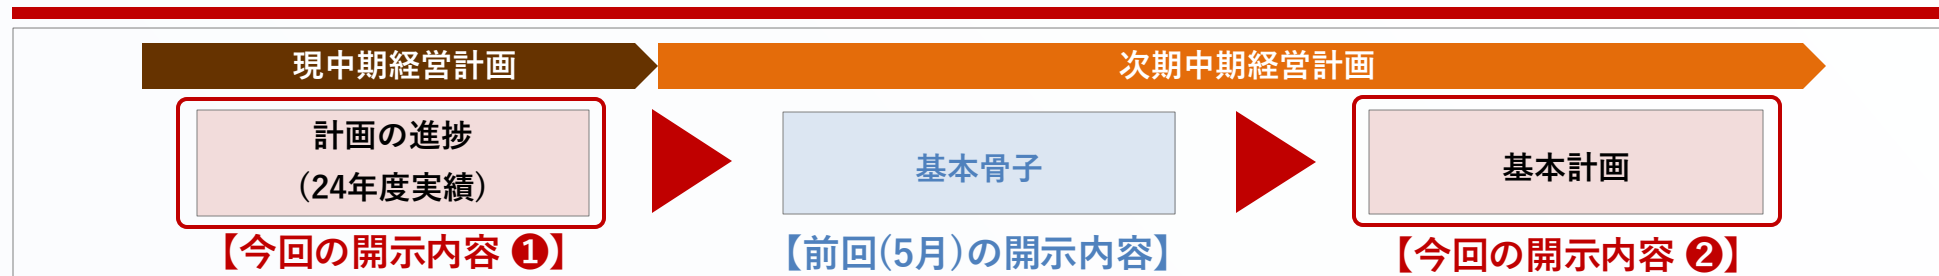 現中期経営計画
次期中期経営計画
計画の進捗
(24年度実績)
基本骨子
基本計画
【今回の開示内容 ❶】
【前回(5月)の開示内容】
【今回の開示内容 ❷】